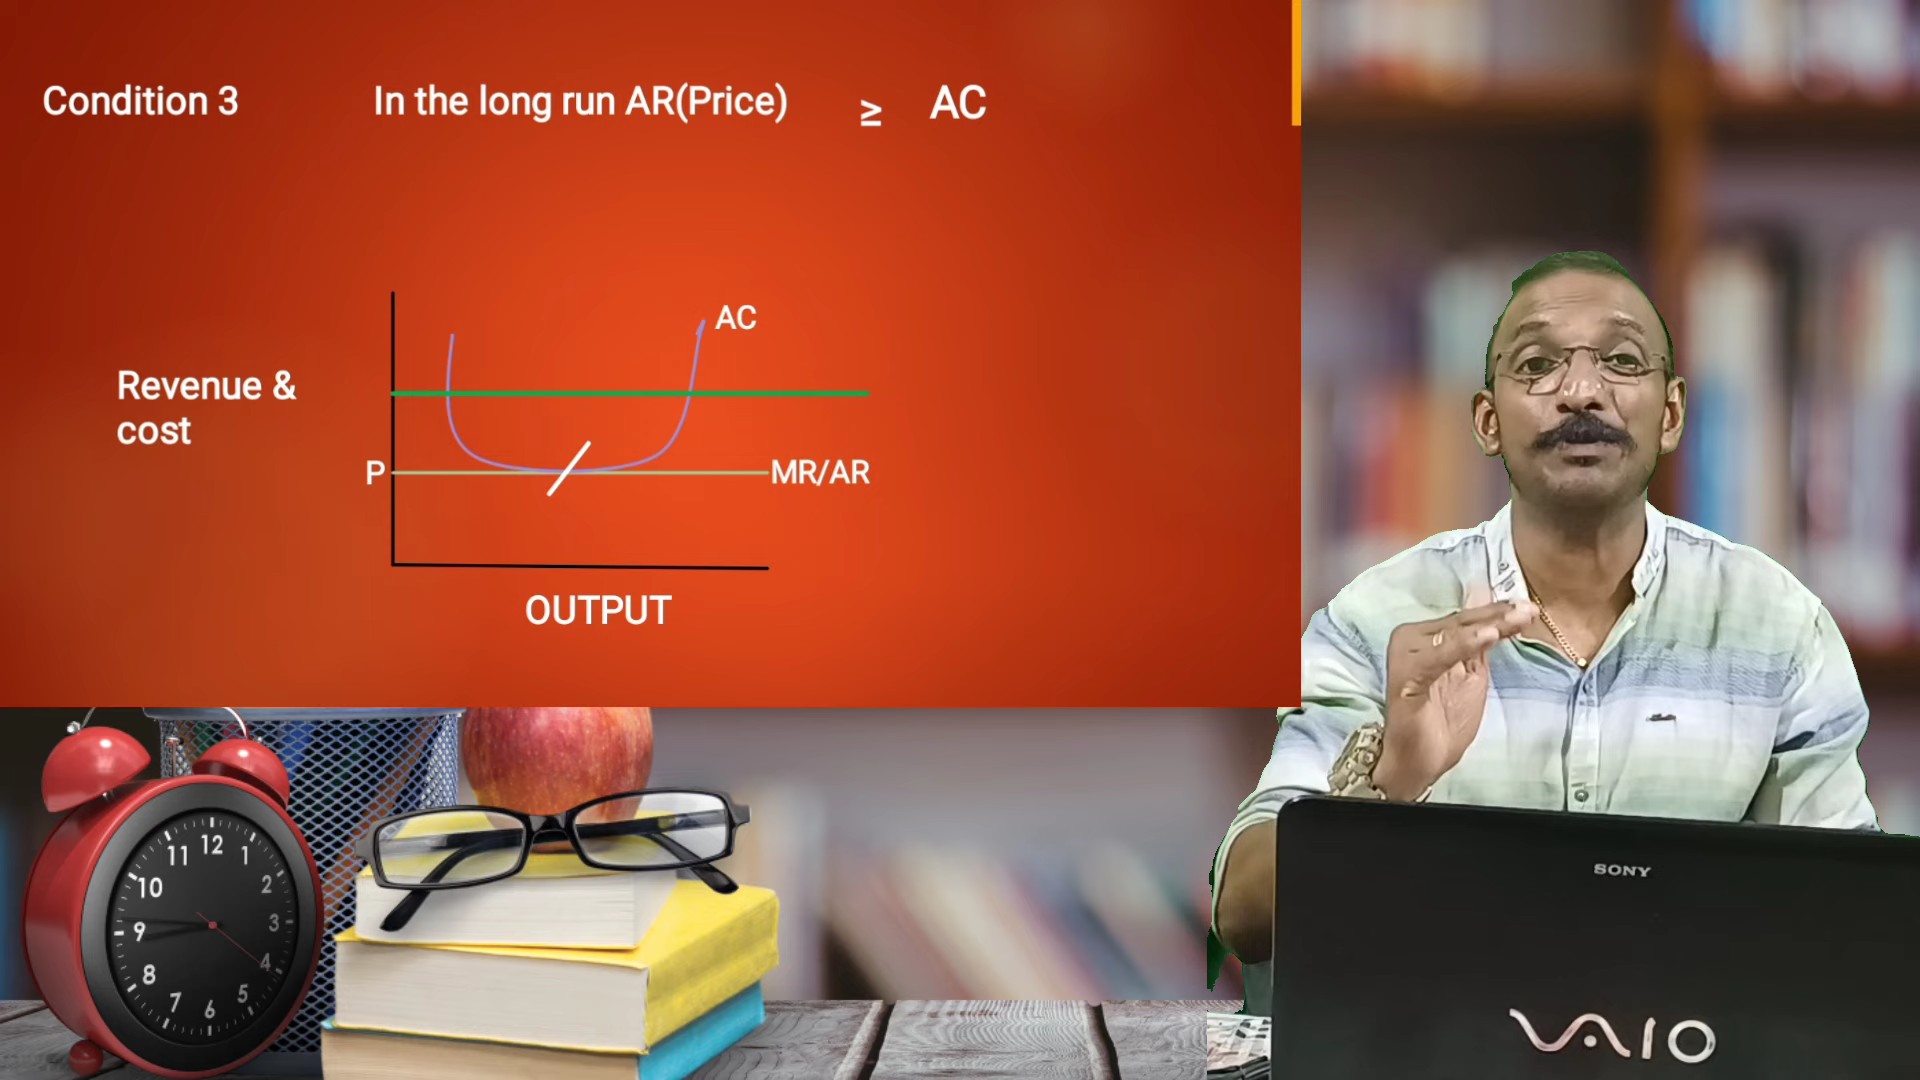 Condition 3 In the long run AR(Price) ≥ AC
AC
Revenue &
cost
P MR/AR
OUTPUT
12
11 1
10 2
9 3
8 4
7 5
6
SONY
VAIO